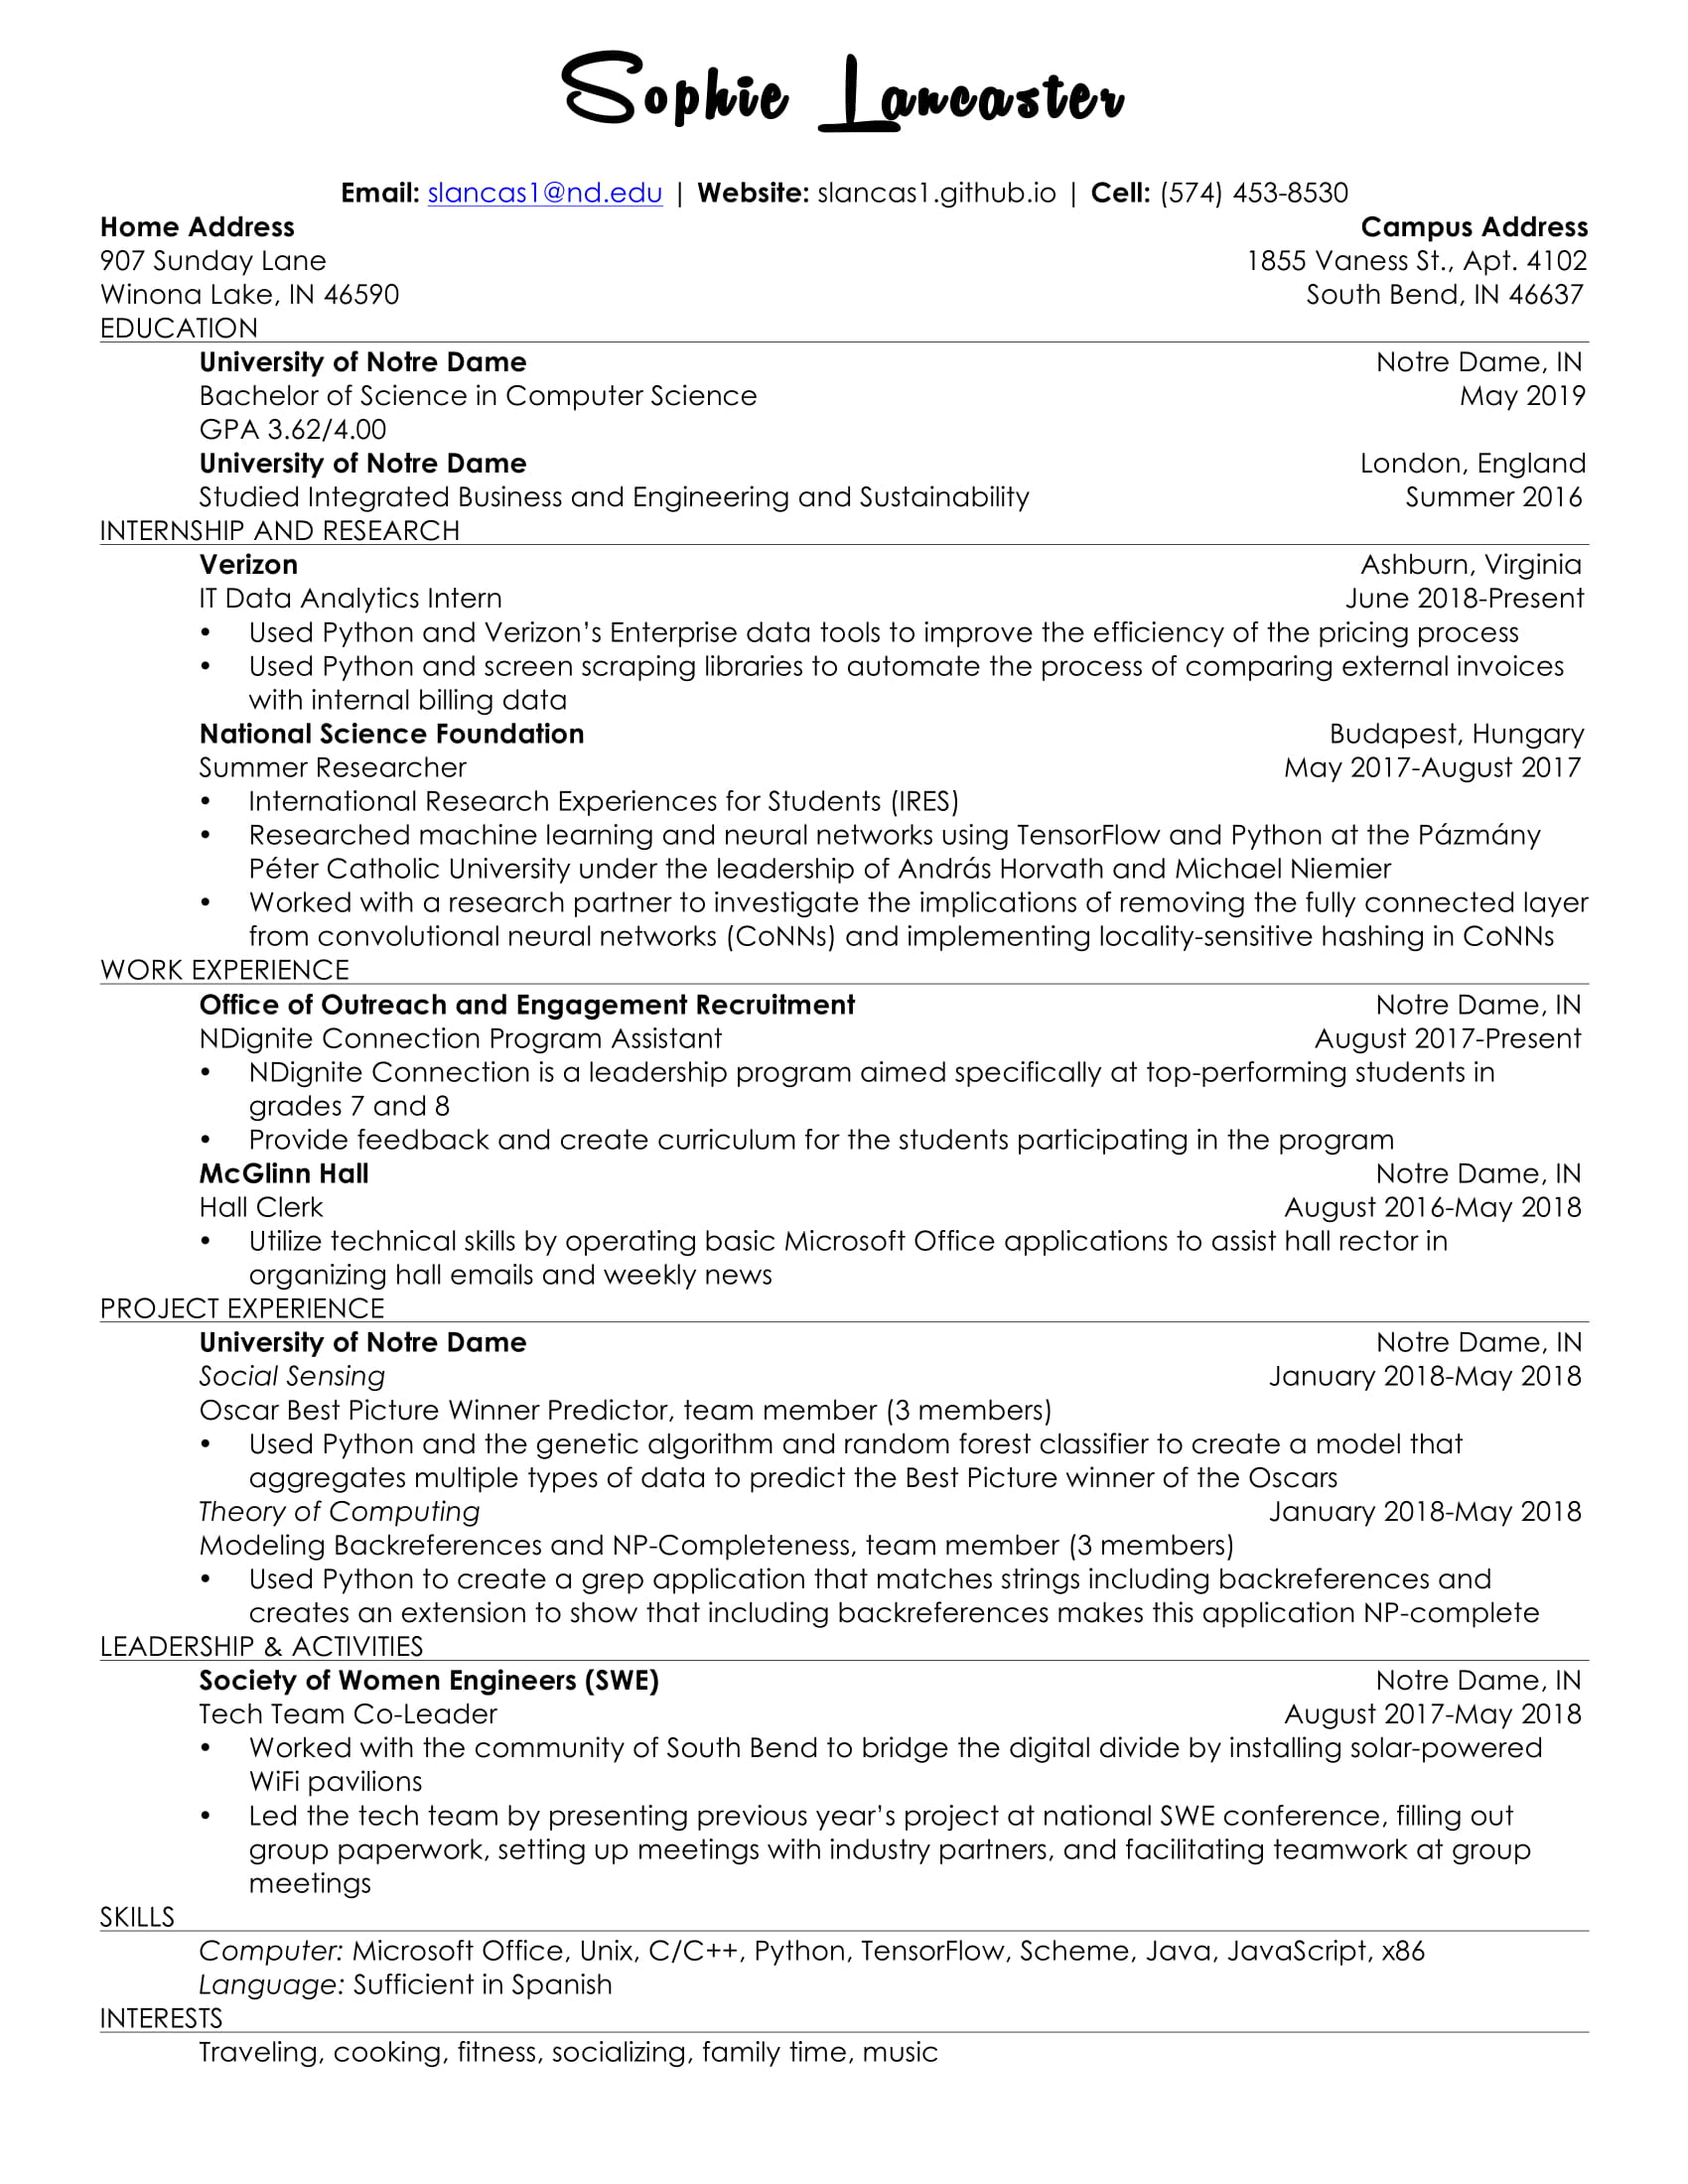 Sophie Lancaster
Email: slancas1@nd.edu | Website: slancas1.github.io | Cell: (574) 453-8530
Home Address Campus Address
907 Sunday Lane 1855 Vaness St., Apt. 4102
Winona Lake, IN 46590 South Bend, IN 46637
EDUCATION
University of Notre Dame Notre Dame, IN
Bachelor of Science in Computer Science May 2019
GPA 3.62/4.00
University of Notre Dame London, England
Studied Integrated Business and Engineering and Sustainability Summer 2016
INTERNSHIP AND RESEARCH
Verizon Ashburn, Virginia
IT Data Analytics Intern June 2018-Present
• Used Python and Verizon’s Enterprise data tools to improve the efficiency of the pricing process
• Used Python and screen scraping libraries to automate the process of comparing external invoices
with internal billing data
National Science Foundation Budapest, Hungary
Summer Researcher May 2017-August 2017
• International Research Experiences for Students (IRES)
• Researched machine learning and neural networks using TensorFlow and Python at the Pázmány
Péter Catholic University under the leadership of András Horvath and Michael Niemier
• Worked with a research partner to investigate the implications of removing the fully connected layer
from convolutional neural networks (CoNNs) and implementing locality-sensitive hashing in CoNNs
WORK EXPERIENCE
Office of Outreach and Engagement Recruitment Notre Dame, IN
NDignite Connection Program Assistant August 2017-Present
• NDignite Connection is a leadership program aimed specifically at top-performing students in
grades 7 and 8
• Provide feedback and create curriculum for the students participating in the program
McGlinn Hall Notre Dame, IN
Hall Clerk August 2016-May 2018
• Utilize technical skills by operating basic Microsoft Office applications to assist hall rector in
organizing hall emails and weekly news
PROJECT EXPERIENCE
University of Notre Dame Notre Dame, IN
Social Sensing January 2018-May 2018
Oscar Best Picture Winner Predictor, team member (3 members)
• Used Python and the genetic algorithm and random forest classifier to create a model that
aggregates multiple types of data to predict the Best Picture winner of the Oscars
Theory of Computing January 2018-May 2018
Modeling Backreferences and NP-Completeness, team member (3 members)
• Used Python to create a grep application that matches strings including backreferences and
creates an extension to show that including backreferences makes this application NP-complete
LEADERSHIP & ACTIVITIES
Society of Women Engineers (SWE) Notre Dame, IN
Tech Team Co-Leader August 2017-May 2018
• Worked with the community of South Bend to bridge the digital divide by installing solar-powered
WiFi pavilions
• Led the tech team by presenting previous year’s project at national SWE conference, filling out
group paperwork, setting up meetings with industry partners, and facilitating teamwork at group
meetings
SKILLS
Computer: Microsoft Office, Unix, C/C++, Python, TensorFlow, Scheme, Java, JavaScript, x86
Language: Sufficient in Spanish
INTERESTS
Traveling, cooking, fitness, socializing, family time, music